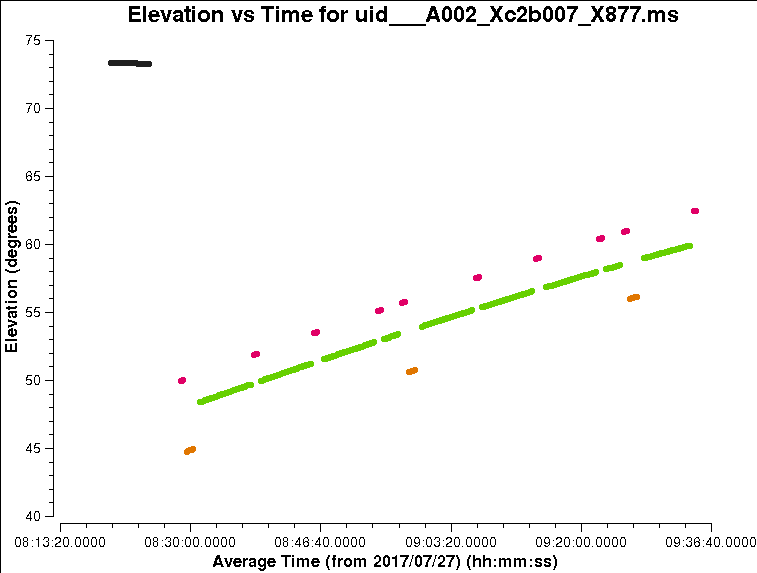 Elevation vs Time for uid___A002_Xc2b007_X877.ms
75
70
65
60
55
50
45
40
Elevation (degrees)
08:13:20.0000 08:30:00.0000 08:46:40.0000 09:03:20.0000 09:20:00.0000 09:36:40.0000
Average Time (from 2017/07/27) (hh:mm:ss)